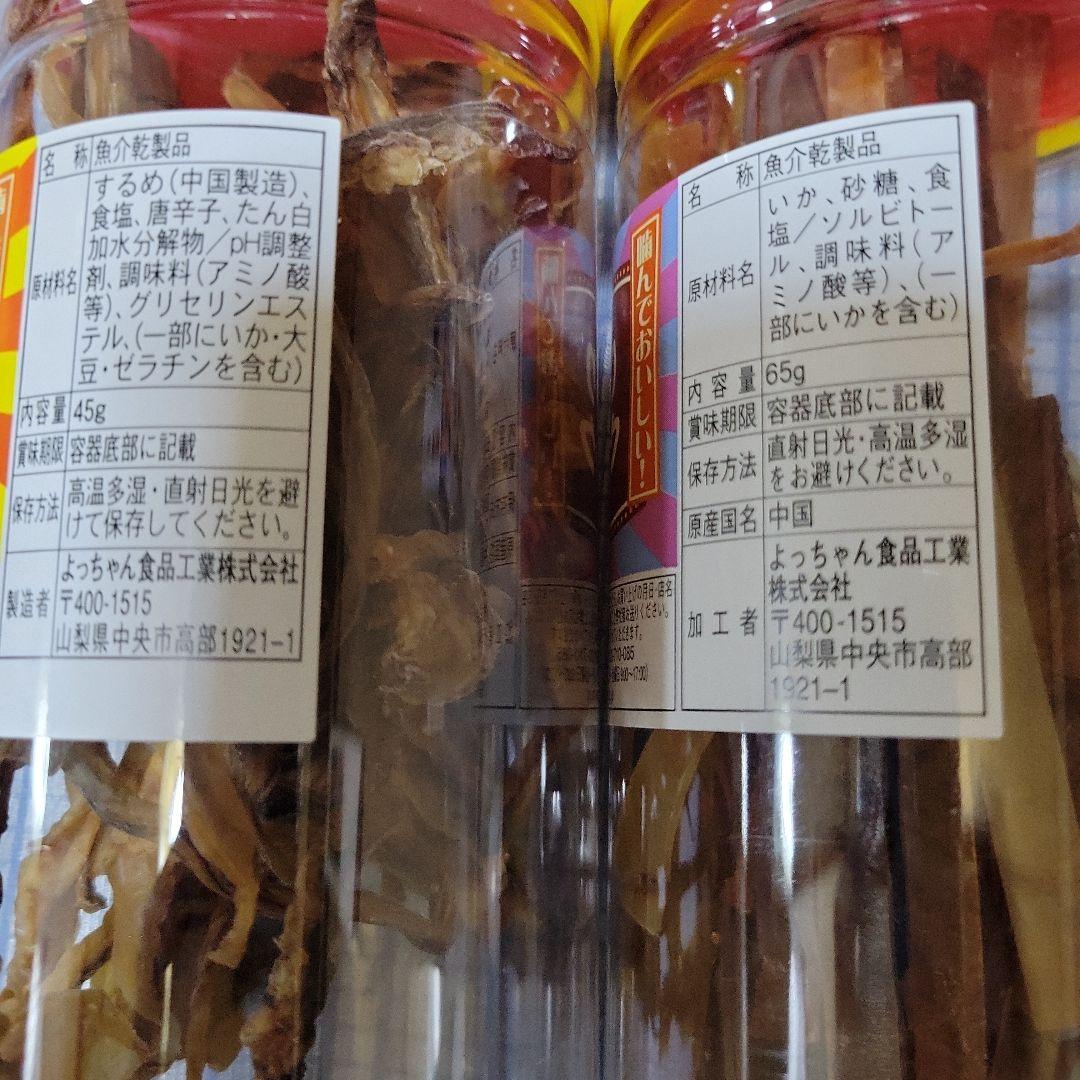 名称 魚介乾製品
原材料名 するめ(中国製造)、
食塩、唐辛子、たん白
加水分解物/pH調整
剤、調味料(アミノ酸
等)、グリセリンエス
テル、(一部にいか・大
豆・ゼラチンを含む)
内容量 45g
賞味期限 容器底部に記載
保存方法 高温多湿・直射日光を避
けて保存してください。
製造者 よっちゃん食品工業株式会社
〒400-1515
山梨県中央市高部1921-1
噛んでおいしい!
名称 魚介乾製品
原材料名 いか、砂糖、食
塩/ソルビトー
ル、調味料(ア
ミノ酸等)、(一
部にいかを含む)
内容量 65g
賞味期限 容器底部に記載
保存方法 直射日光・高温多湿
をお避けください。
原産国名 中国
加工者 よっちゃん食品工業
株式会社
〒400-1515
山梨県中央市高部
1921-1